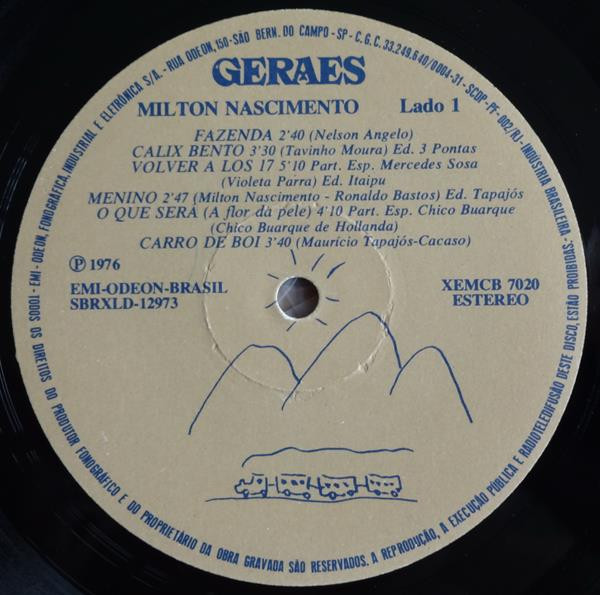 GERAES
MILTON NASCIMENTO Lado 1
FAZENDA 2'40 (Nelson Angelo)
CALIX BENTO 3'30 (Tavinho Moura) Ed. 3 Pontas
VOLVER A LOS 17 5'10 Part. Esp. Mercedes Sosa
(Violeta Parra) Ed. Itaipu
MENINO 2'47 (Milton Nascimento - Ronaldo Bastos) Ed. Tapajós
O QUE SERÁ (A flor da pele) 4'10 Part. Esp. Chico Buarque
(Chico Buarque de Hollanda)
CARRO DE BOI 3'40 (Maurício Tapajós-Cacaso)
Ⓟ 1976
EMI-ODEON-BRASIL
SBRXLD-12973
XEMCB 7020
ESTEREO
SOB0I - EMI - ODEON, FONOGRÁFICA, INDUSTRIAL E ELETRÔNICA S/A. - RUA ODEON, 150 - SÃO BERN. DO CAMPO - SP - C.G.C. 33.249.640/0004-31 - SCDP-PF- 002/RJ - INDÚSTRIA BRASILEIRA.
TODOS OS DIREITOS DO PRODUTOR FONOGRÁFICO E DO PROPRIETÁRIO DA OBRA GRAVADA SÃO RESERVADOS. A REPRODUÇÃO, A EXECUÇÃO PÚBLICA E RADIOTELEDIFUSÃO DESTE DISCO, ESTÃO PROIBIDAS.